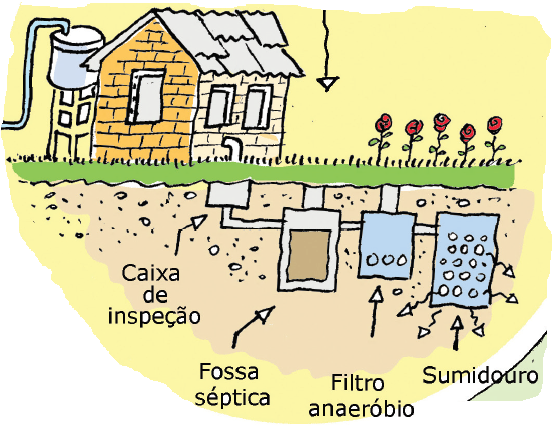 Caixa
de
inspeção
Fossa
séptica
Filtro
anaeróbio
Sumidouro